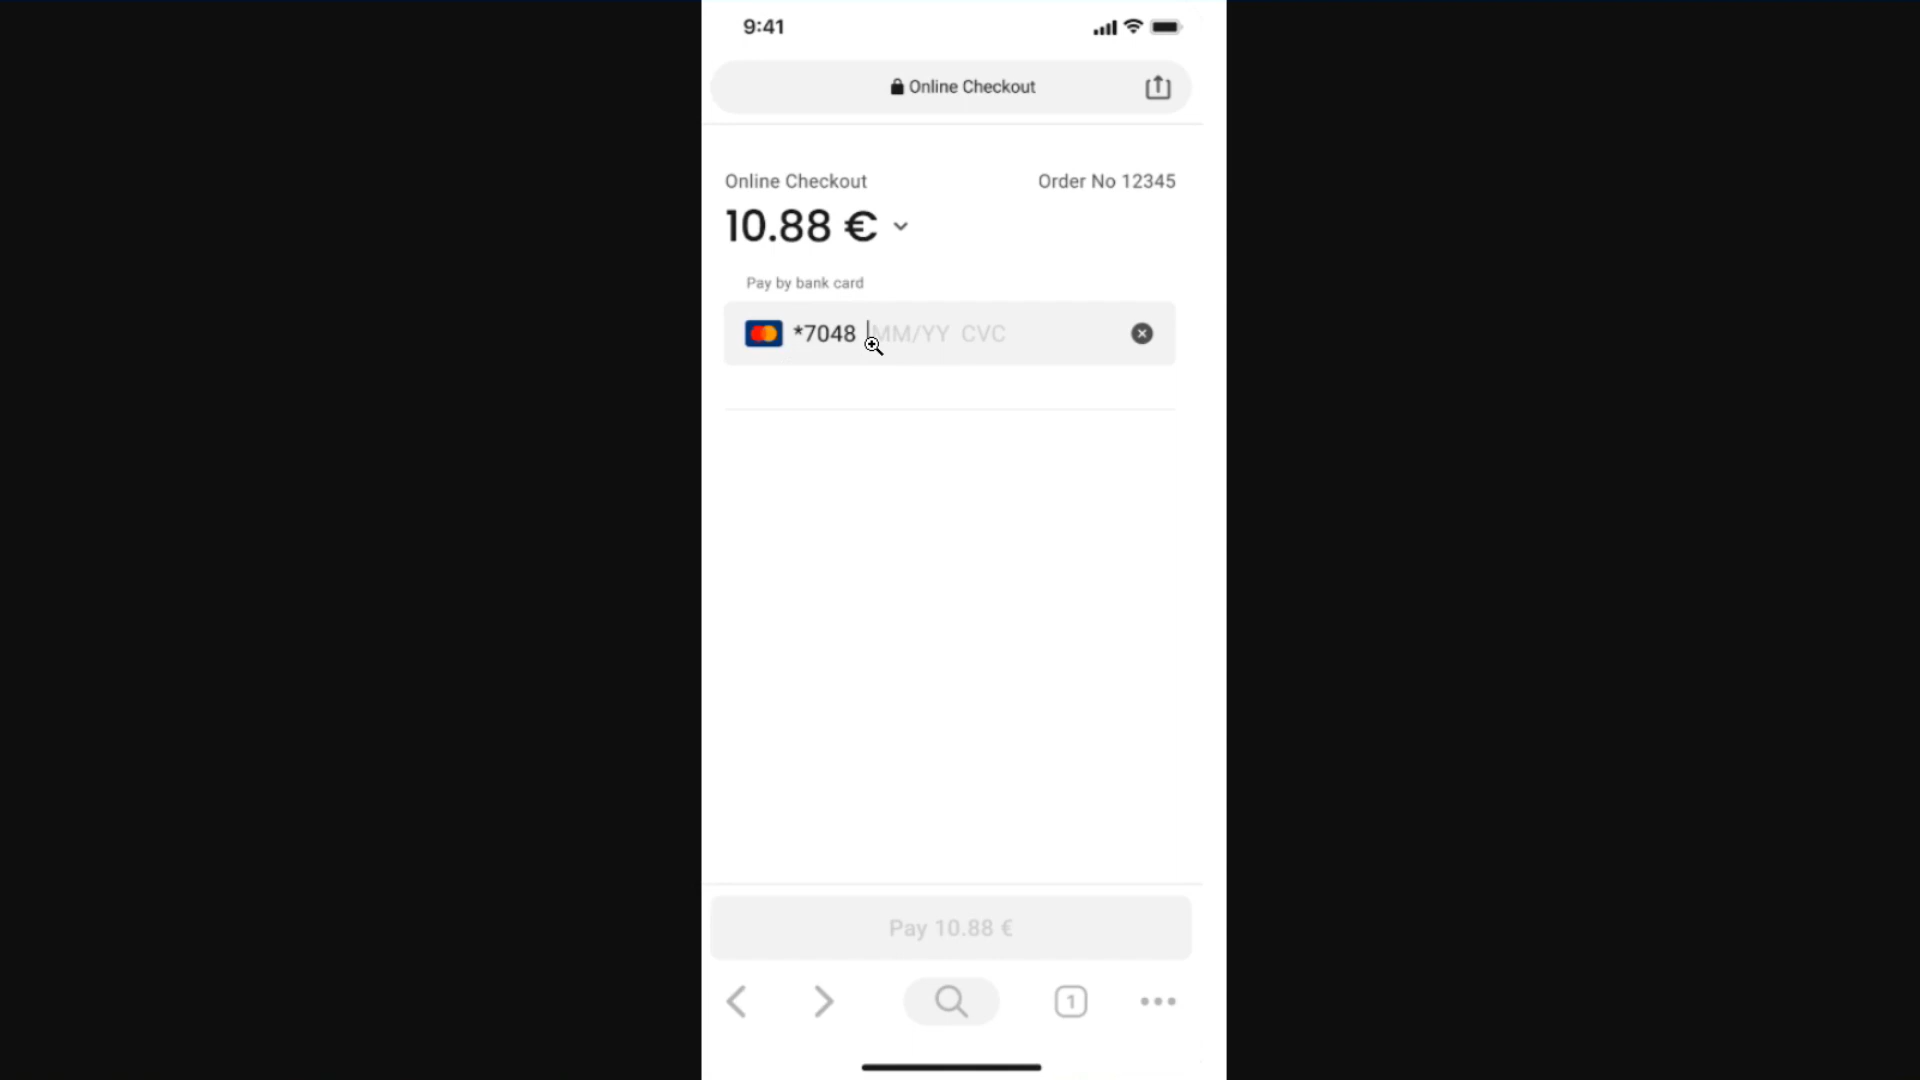 9:41
Online Checkout
Online Checkout Order No 12345
10.88 €
Pay by bank card
*7048 MM/YY CVC
Pay 10.88 €
1